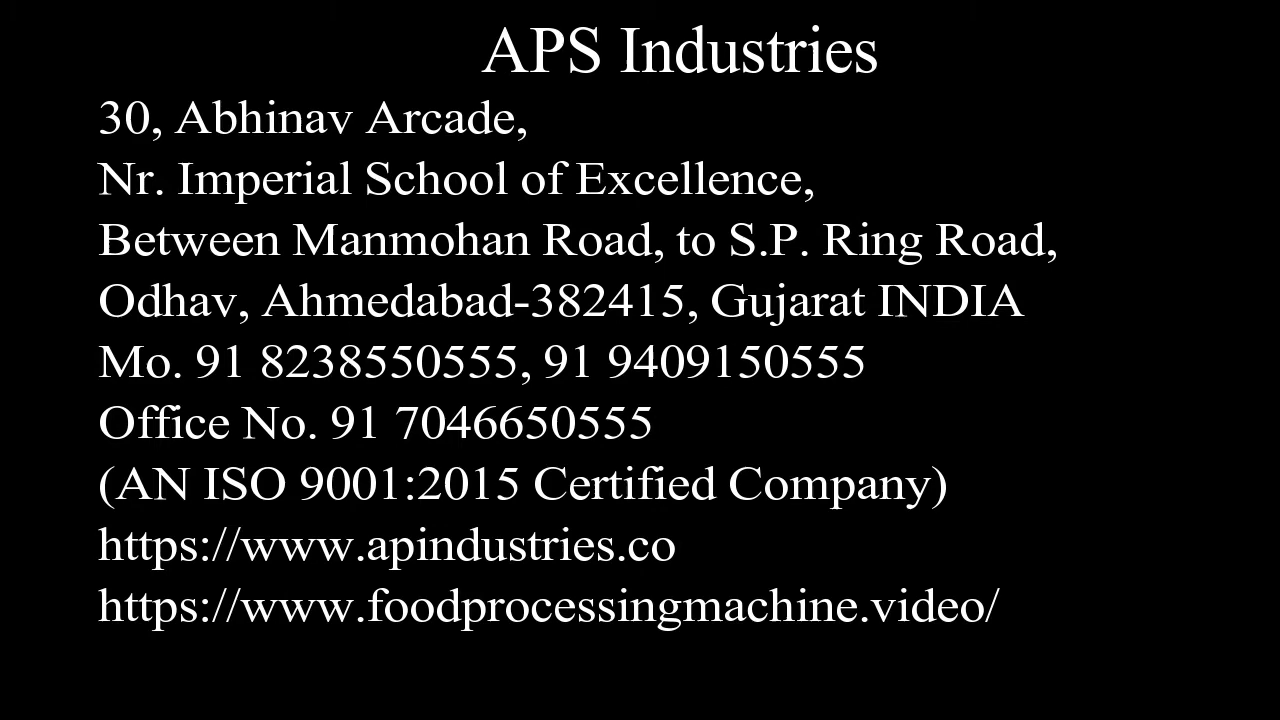 APS Industries
30, Abhinav Arcade,
Nr. Imperial School of Excellence,
Between Manmohan Road, to S.P. Ring Road,
Odhav, Ahmedabad-382415, Gujarat INDIA
Mo. 91 8238550555, 91 9409150555
Office No. 91 7046650555
(AN ISO 9001:2015 Certified Company)
https://www.apindustries.co
https://www.foodprocessingmachine.video/